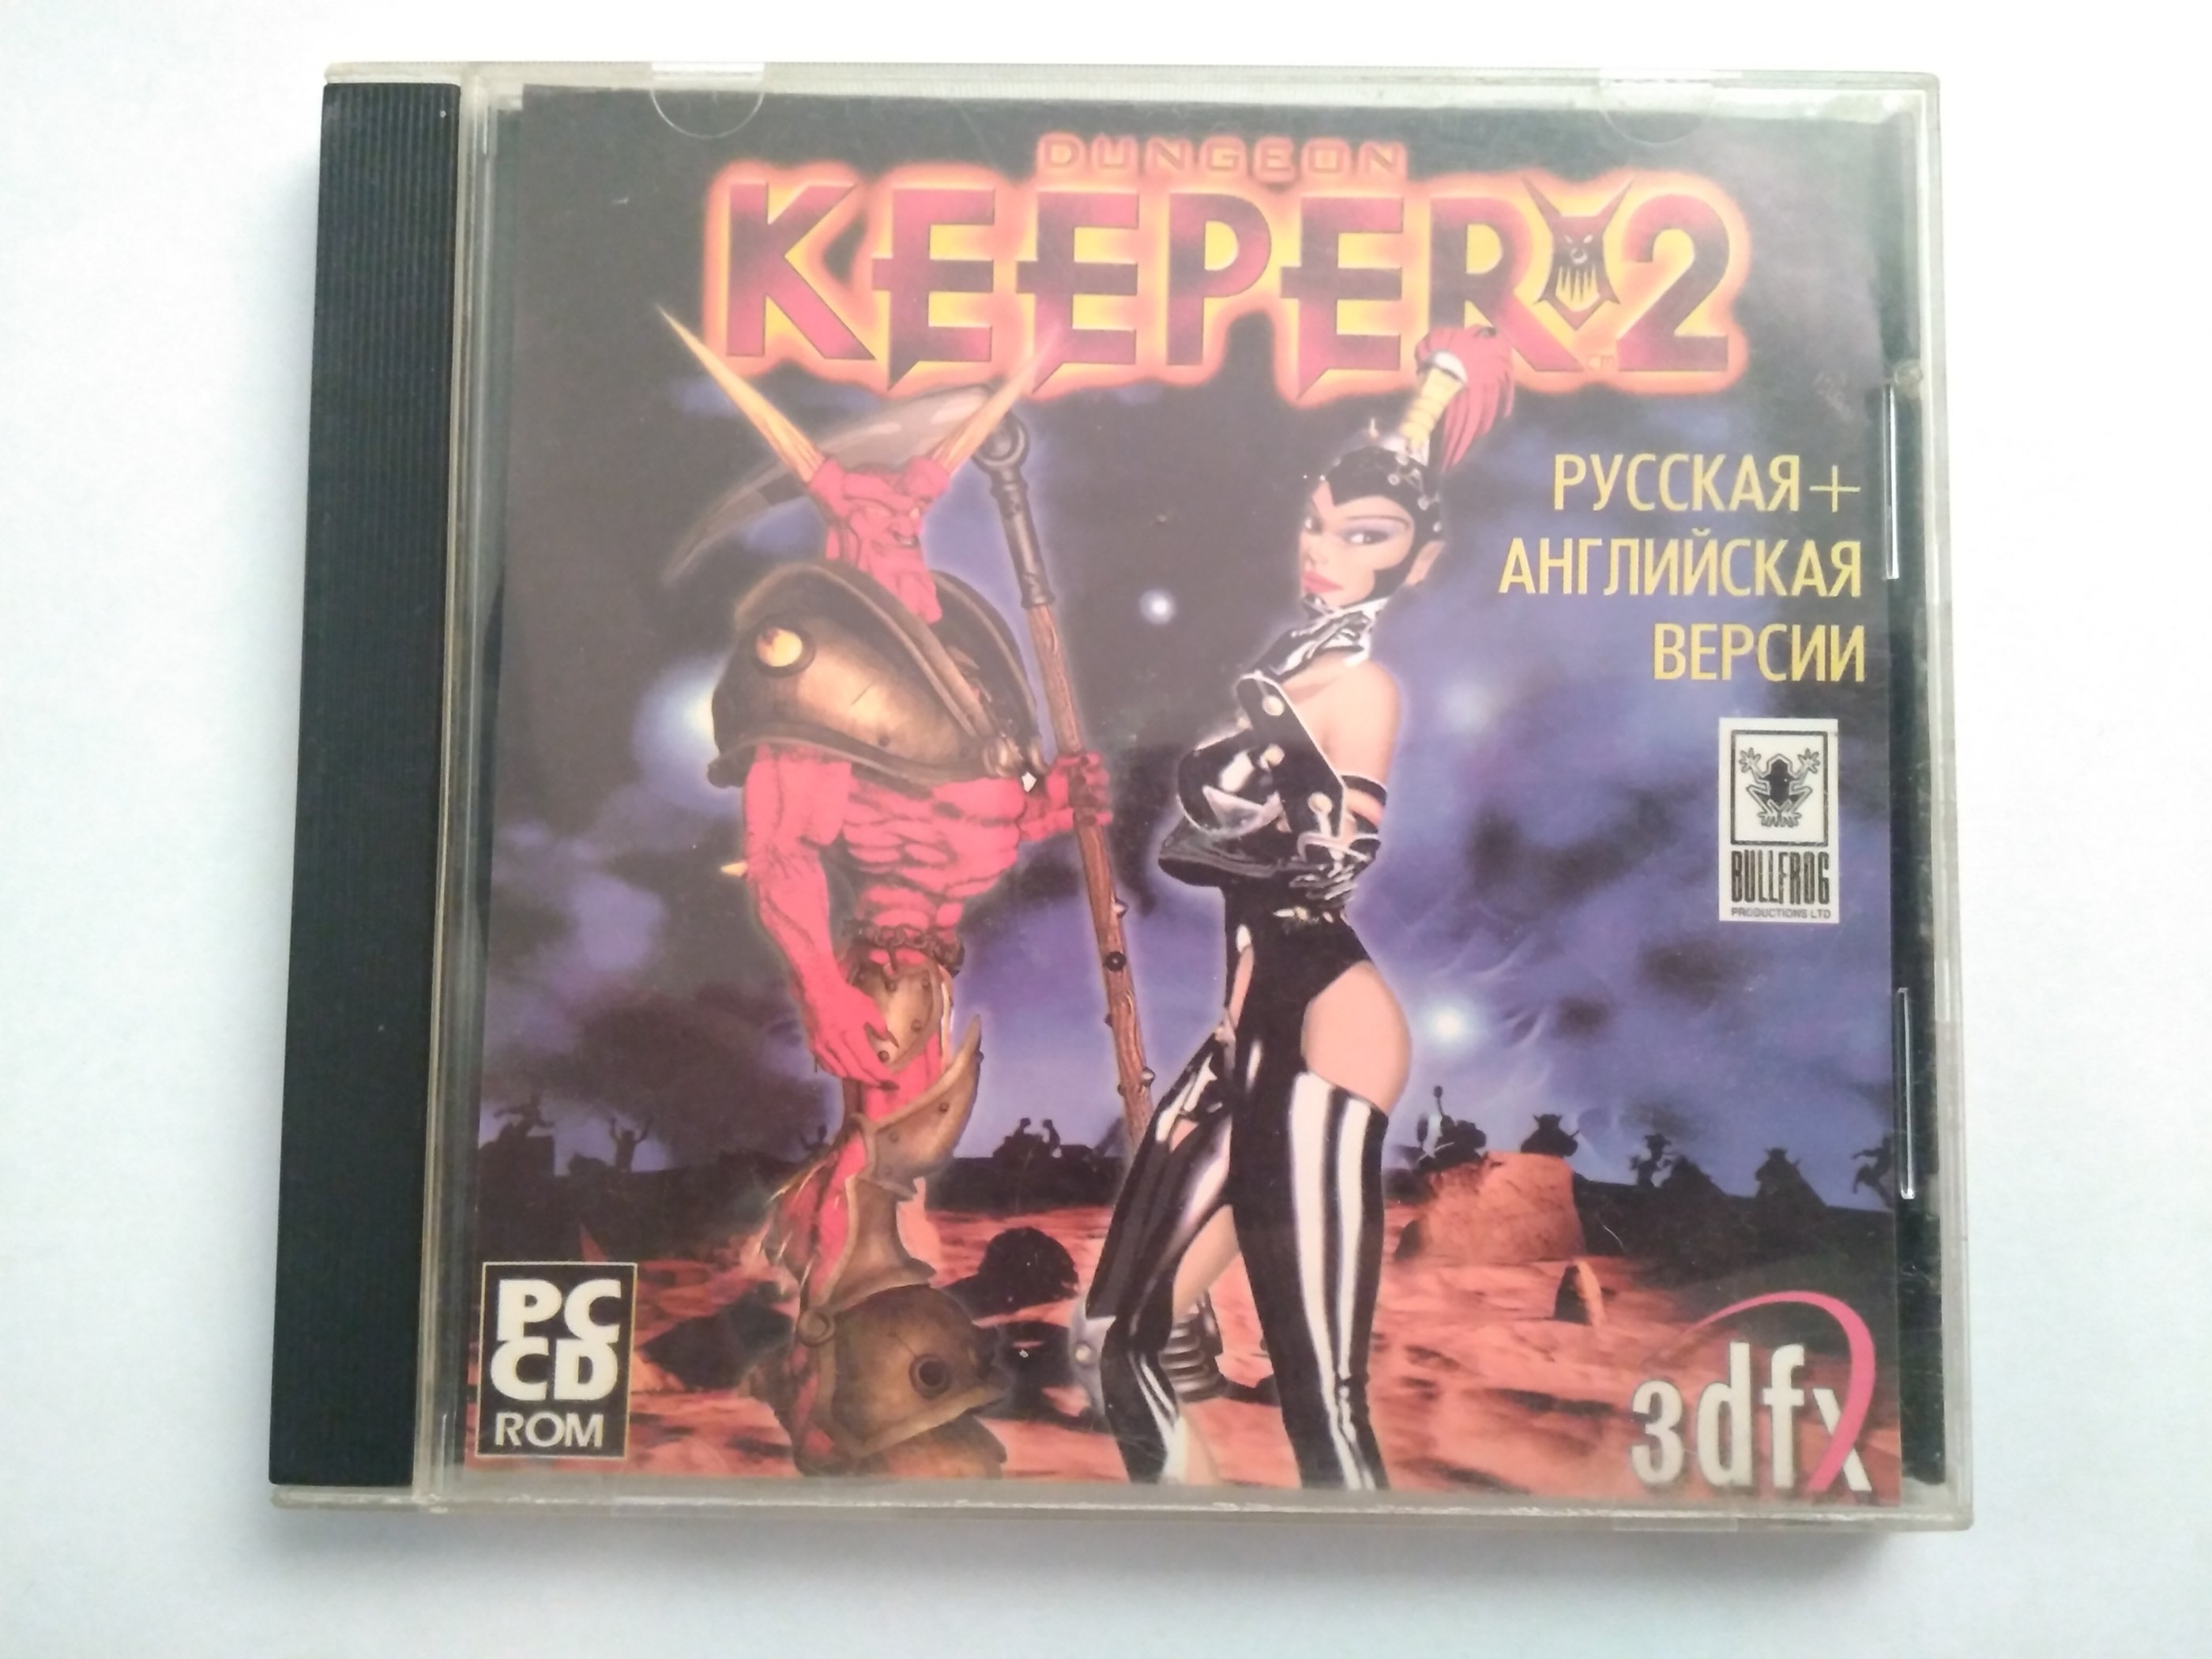 DUNGEON
KEEPER 2
РУССКАЯ+
АНГЛИЙСКАЯ
ВЕРСИИ
BULLFROG
PRODUCTIONS LTD
PC
CD
ROM
3dfx